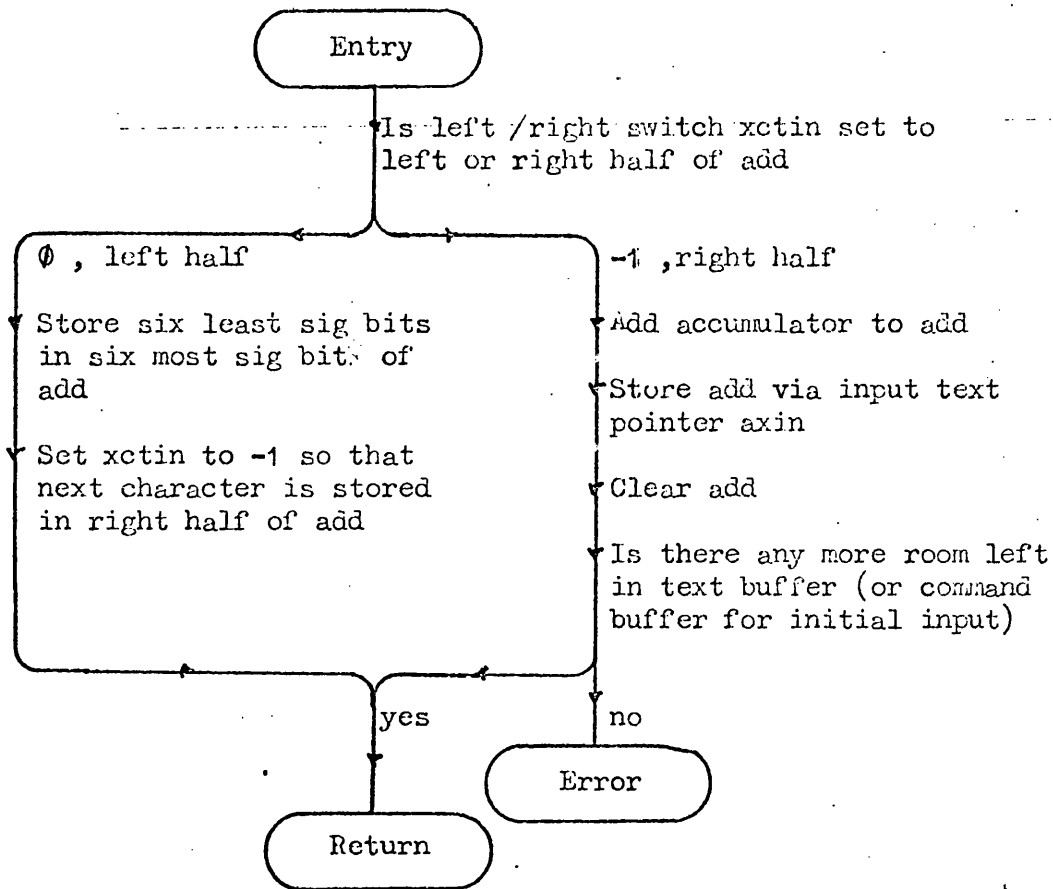 Entry
Is left /right switch xctin set to
left or right half of add
∅ , left half
Store six least sig bits
in six most sig bits of
add
Set xctin to -1 so that
next character is stored
in right half of add
-1 ,right half
Add accumulator to add
Store add via input text
pointer axin
Clear add
Is there any more room left
in text buffer (or command
buffer for initial input)
yes
no
Error
Return